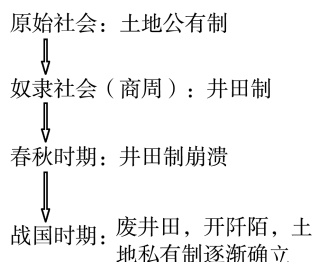 原始社会：土地公有制
奴隶社会（商周）：井田制
春秋时期：井田制崩溃
战国时期：废井田，开阡陌，土
地私有制逐渐确立